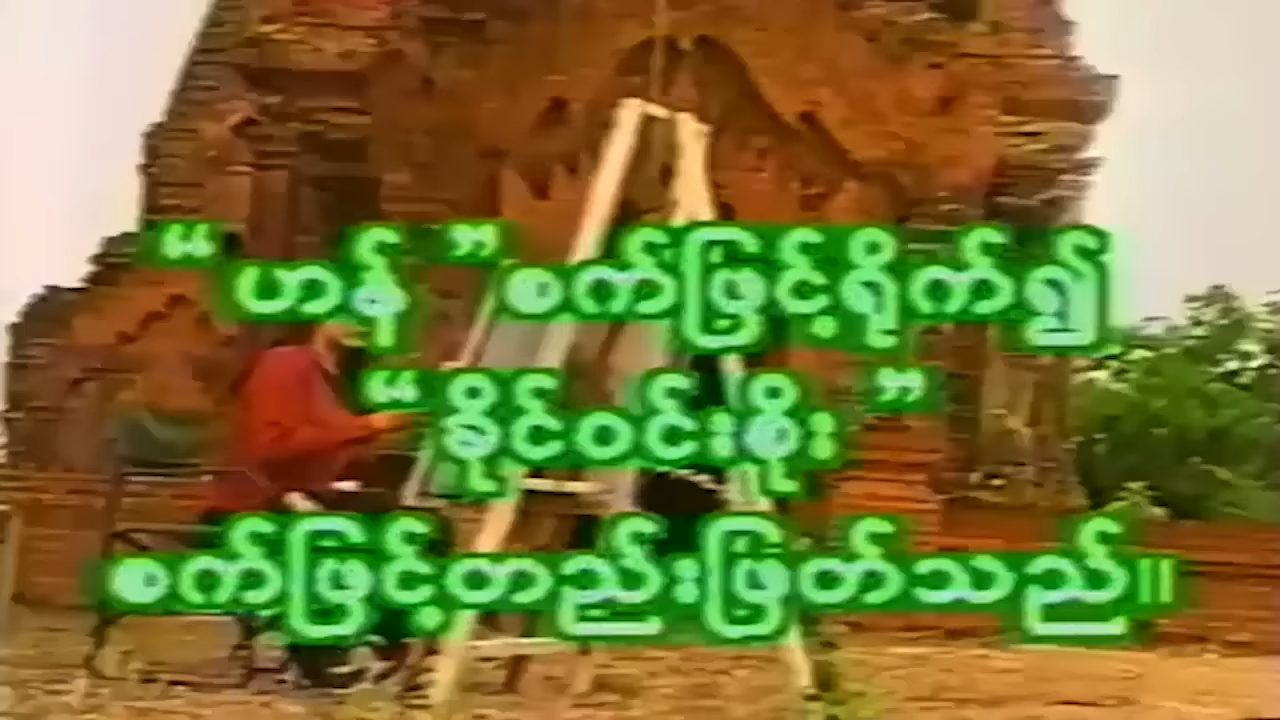 “ဟန် ”စက်ဖြင့်ရိုက်၍
“ခိုင်ဝင်းစိုး ”
စက်ဖြင့်တည်းဖြတ်သည်။